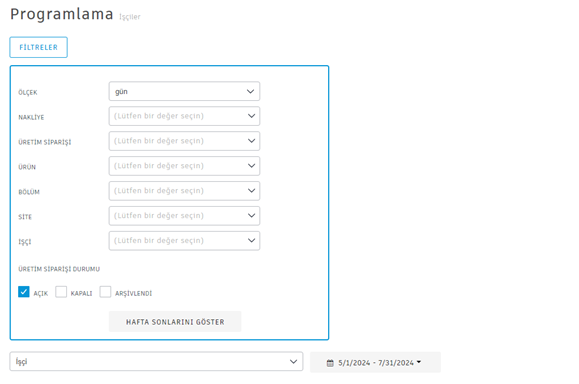 Programlama İşçiler
FİLTRELER
ÖLÇEK gün
NAKLİYE (Lütfen bir değer seçin)
ÜRETİM SİPARİŞİ (Lütfen bir değer seçin)
ÜRÜN (Lütfen bir değer seçin)
BÖLÜM (Lütfen bir değer seçin)
SİTE (Lütfen bir değer seçin)
İŞÇİ (Lütfen bir değer seçin)
ÜRETİM SİPARİŞİ DURUMU
AÇIK KAPALI ARŞİVLENDİ
HAFTA SONLARINI GÖSTER
İşçi 5/1/2024 - 7/31/2024